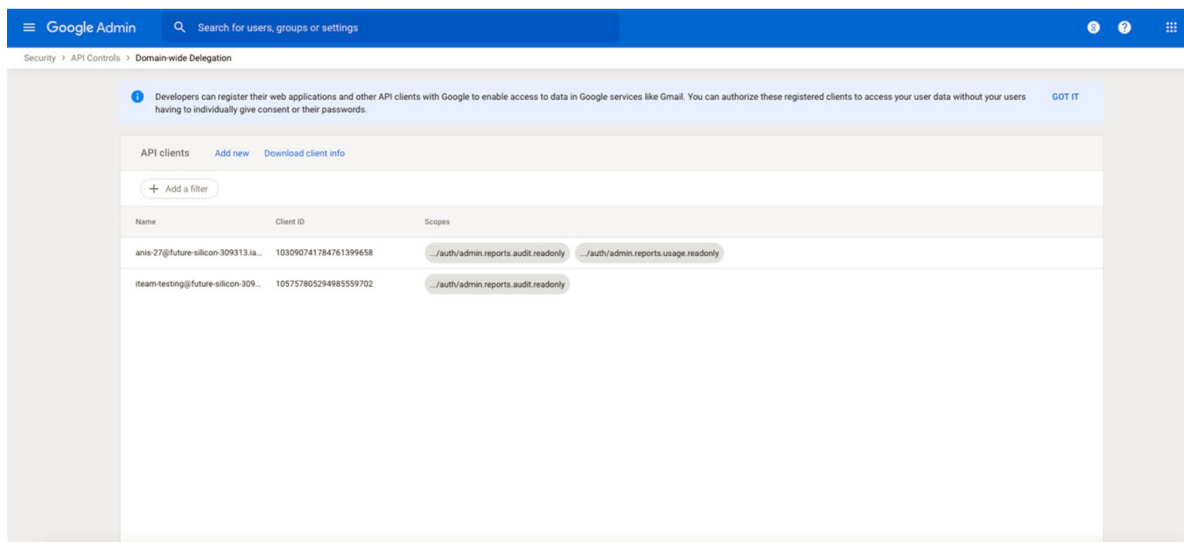 Google Admin
Search for users, groups or settings
8
?
Security > API Controls > Domain-wide Delegation
Developers can register their web applications and other API clients with Google to enable access to data in Google services like Gmail. You can authorize these registered clients to access your user data without your users
having to individually give consent or their passwords.
GOT IT
API clients Add new Download client info
+ Add a filter
Name Client ID Scopes
anis-27@future-silicon-309313.ia... 103090741784761399658 .../auth/admin.reports.audit.readonly .../auth/admin.reports.usage.readonly
iteam-testing@future-silicon-309... 105757805294985559702 .../auth/admin.reports.audit.readonly